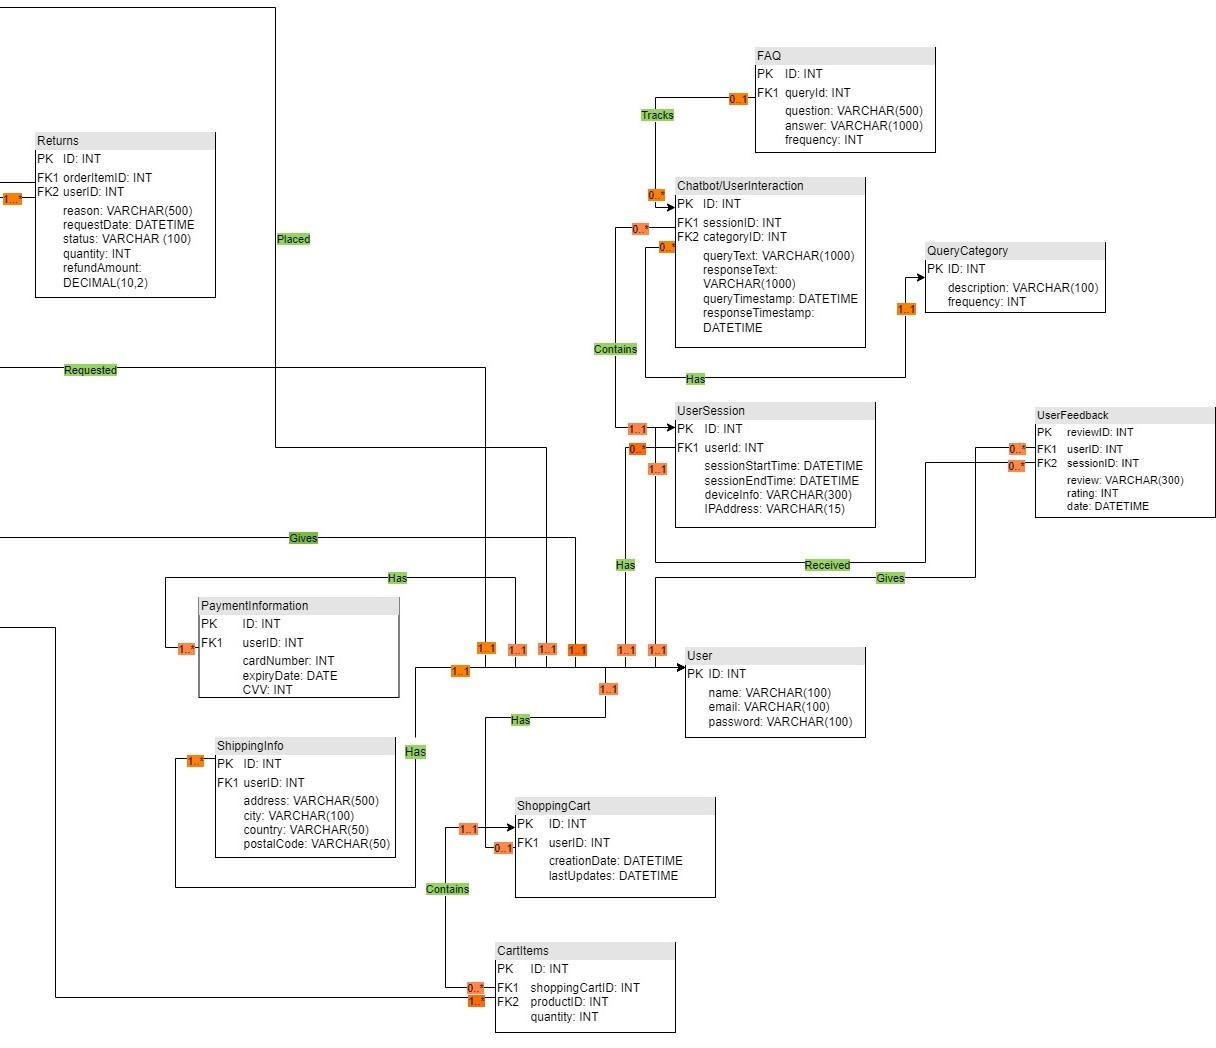 FAQ
PK ID: INT
FK1 queryId: INT
question: VARCHAR(500)
answer: VARCHAR(1000)
frequency: INT
0..1
Tracks
0..*
Returns
PK ID: INT
FK1 orderItemID: INT
FK2 userID: INT
reason: VARCHAR(500)
requestDate: DATETIME
status: VARCHAR (100)
quantity: INT
refundAmount:
DECIMAL(10,2)
1...*
Placed
Chatbot/UserInteraction
PK ID: INT
FK1 sessionID: INT
FK2 categoryID: INT
queryText: VARCHAR(1000)
responseText:
VARCHAR(1000)
queryTimestamp: DATETIME
responseTimestamp:
DATETIME
0..*
0..*
QueryCategory
PK ID: INT
description: VARCHAR(100)
frequency: INT
1..1
Contains
Has
Requested
UserSession
PK ID: INT
FK1 userId: INT
sessionStartTime: DATETIME
sessionEndTime: DATETIME
deviceInfo: VARCHAR(300)
IPAddress: VARCHAR(15)
1..1
0..*
1..1
UserFeedback
PK reviewID: INT
FK1 userID: INT
FK2 sessionID: INT
review: VARCHAR(300)
rating: INT
date: DATETIME
0..*
0..*
Gives
Has
Received
Gives
Has
PaymentInformation
PK ID: INT
FK1 userID: INT
cardNumber: INT
expiryDate: DATE
CVV: INT
1..*
1..1
1..1
1..1
1..1
1..1
1..1
1..1
1..1
User
PK ID: INT
name: VARCHAR(100)
email: VARCHAR(100)
password: VARCHAR(100)
Has
Has
ShippingInfo
PK ID: INT
FK1 userID: INT
address: VARCHAR(500)
city: VARCHAR(100)
country: VARCHAR(50)
postalCode: VARCHAR(50)
1..*
ShoppingCart
PK ID: INT
FK1 userID: INT
creationDate: DATETIME
lastUpdates: DATETIME
1..1
0..1
Contains
CartItems
PK ID: INT
FK1 shoppingCartID: INT
FK2 productID: INT
quantity: INT
0..*
1..*